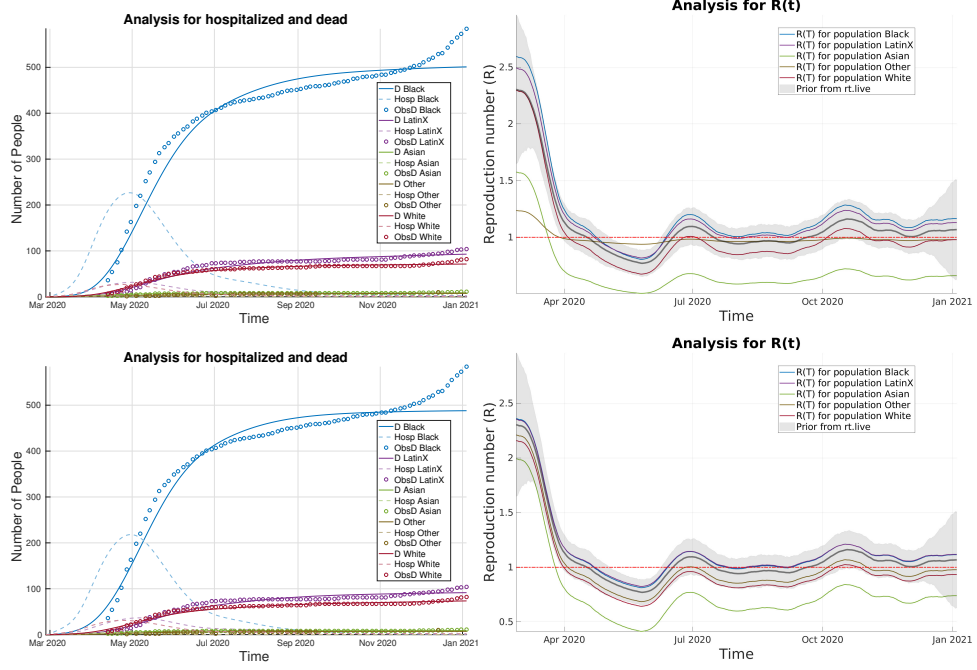 Analysis for hospitalized and dead
Number of People
500
400
300
200
100
0
D Black
Hosp Black
ObsD Black
D LatinX
Hosp LatinX
ObsD LatinX
D Asian
Hosp Asian
ObsD Asian
D Other
Hosp Other
ObsD Other
D White
Hosp White
ObsD White
Mar 2020 May 2020 Jul 2020 Sep 2020 Nov 2020 Jan 2021
Time
Analysis for R(t)
Reproduction number (R)
2.5
2
1.5
1
R(T) for population Black
R(T) for population LatinX
R(T) for population Asian
R(T) for population Other
R(T) for population White
Prior from rt.live
Apr 2020 Jul 2020 Oct 2020 Jan 2021
Time
Analysis for hospitalized and dead
Number of People
500
400
300
200
100
0
D Black
Hosp Black
ObsD Black
D LatinX
Hosp LatinX
ObsD LatinX
D Asian
Hosp Asian
ObsD Asian
D Other
Hosp Other
ObsD Other
D White
Hosp White
ObsD White
Mar 2020 May 2020 Jul 2020 Sep 2020 Nov 2020 Jan 2021
Time
Analysis for R(t)
Reproduction number (R)
2.5
2
1.5
1
0.5
R(T) for population Black
R(T) for population LatinX
R(T) for population Asian
R(T) for population Other
R(T) for population White
Prior from rt.live
Apr 2020 Jul 2020 Oct 2020 Jan 2021
Time